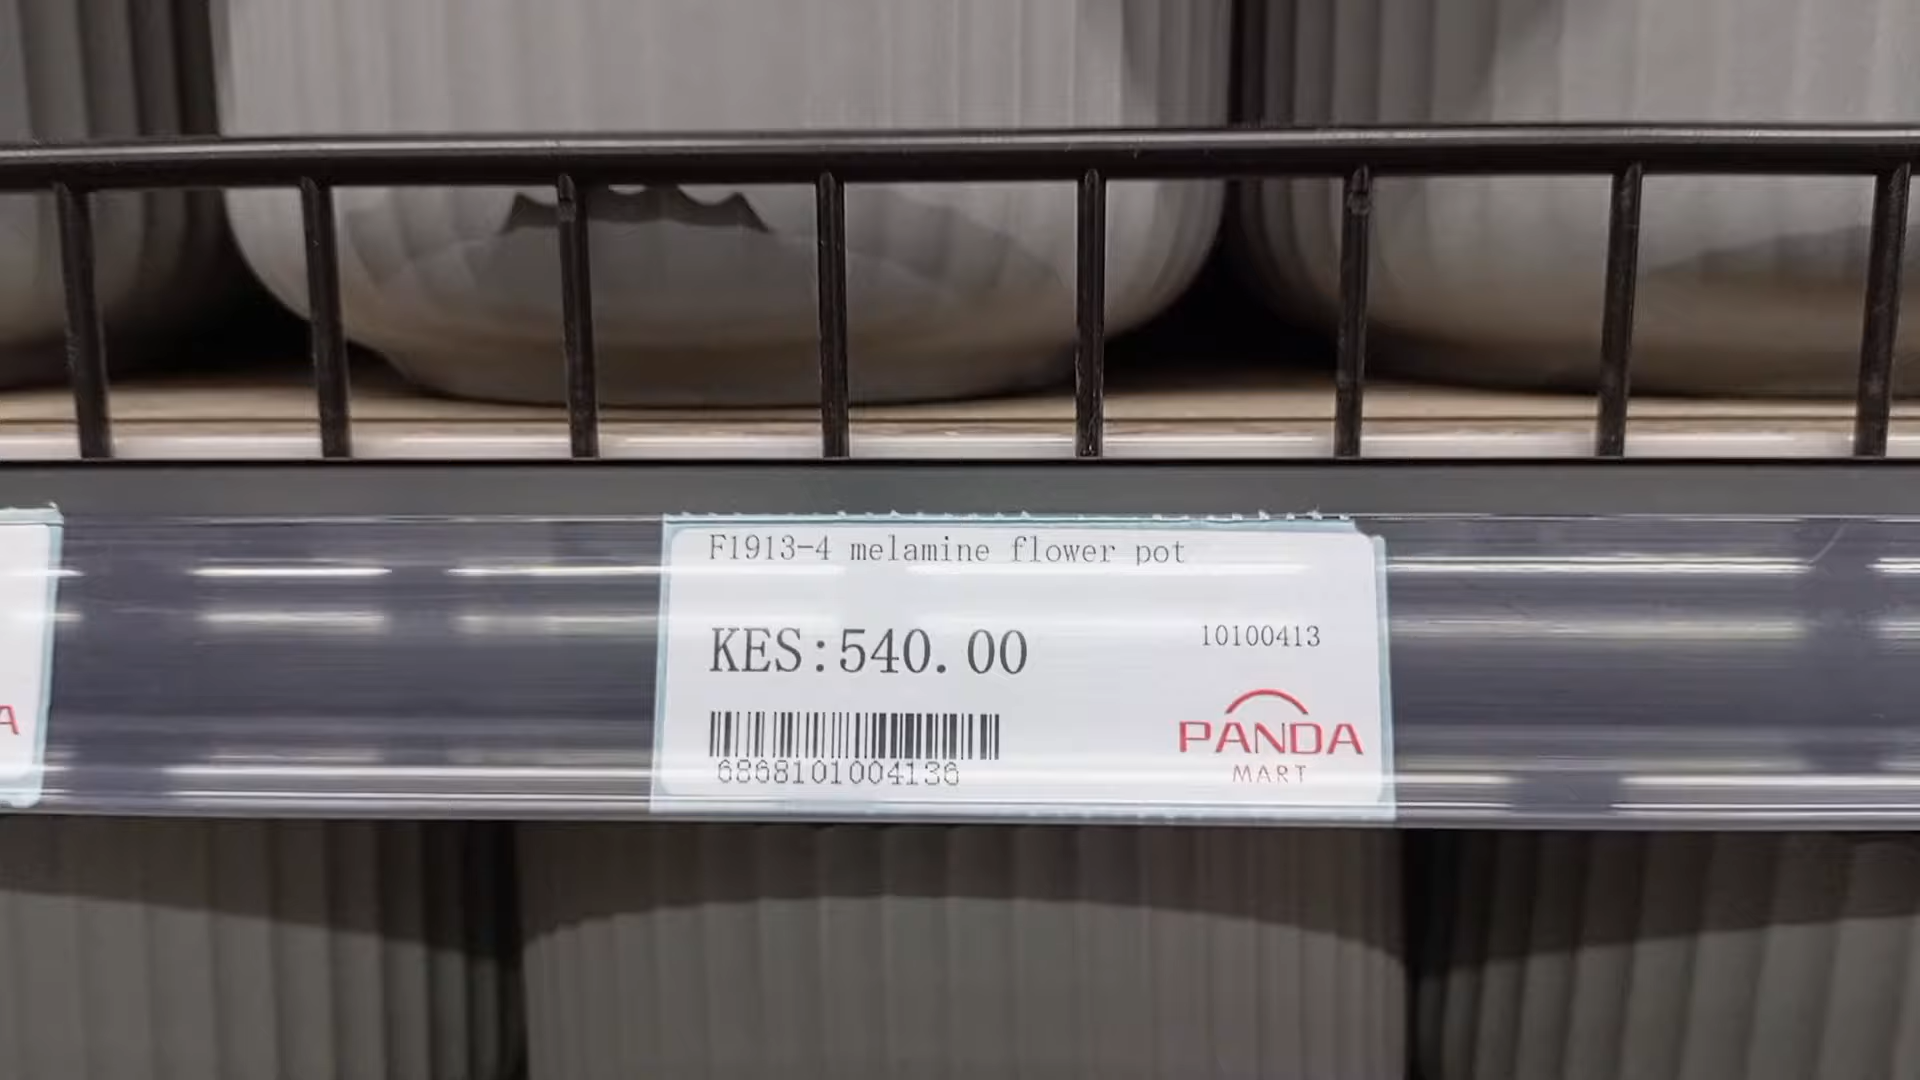 F1913-4 melamine flower pot
KES:540.00
10100413
6868101004136
PANDA
MART
A